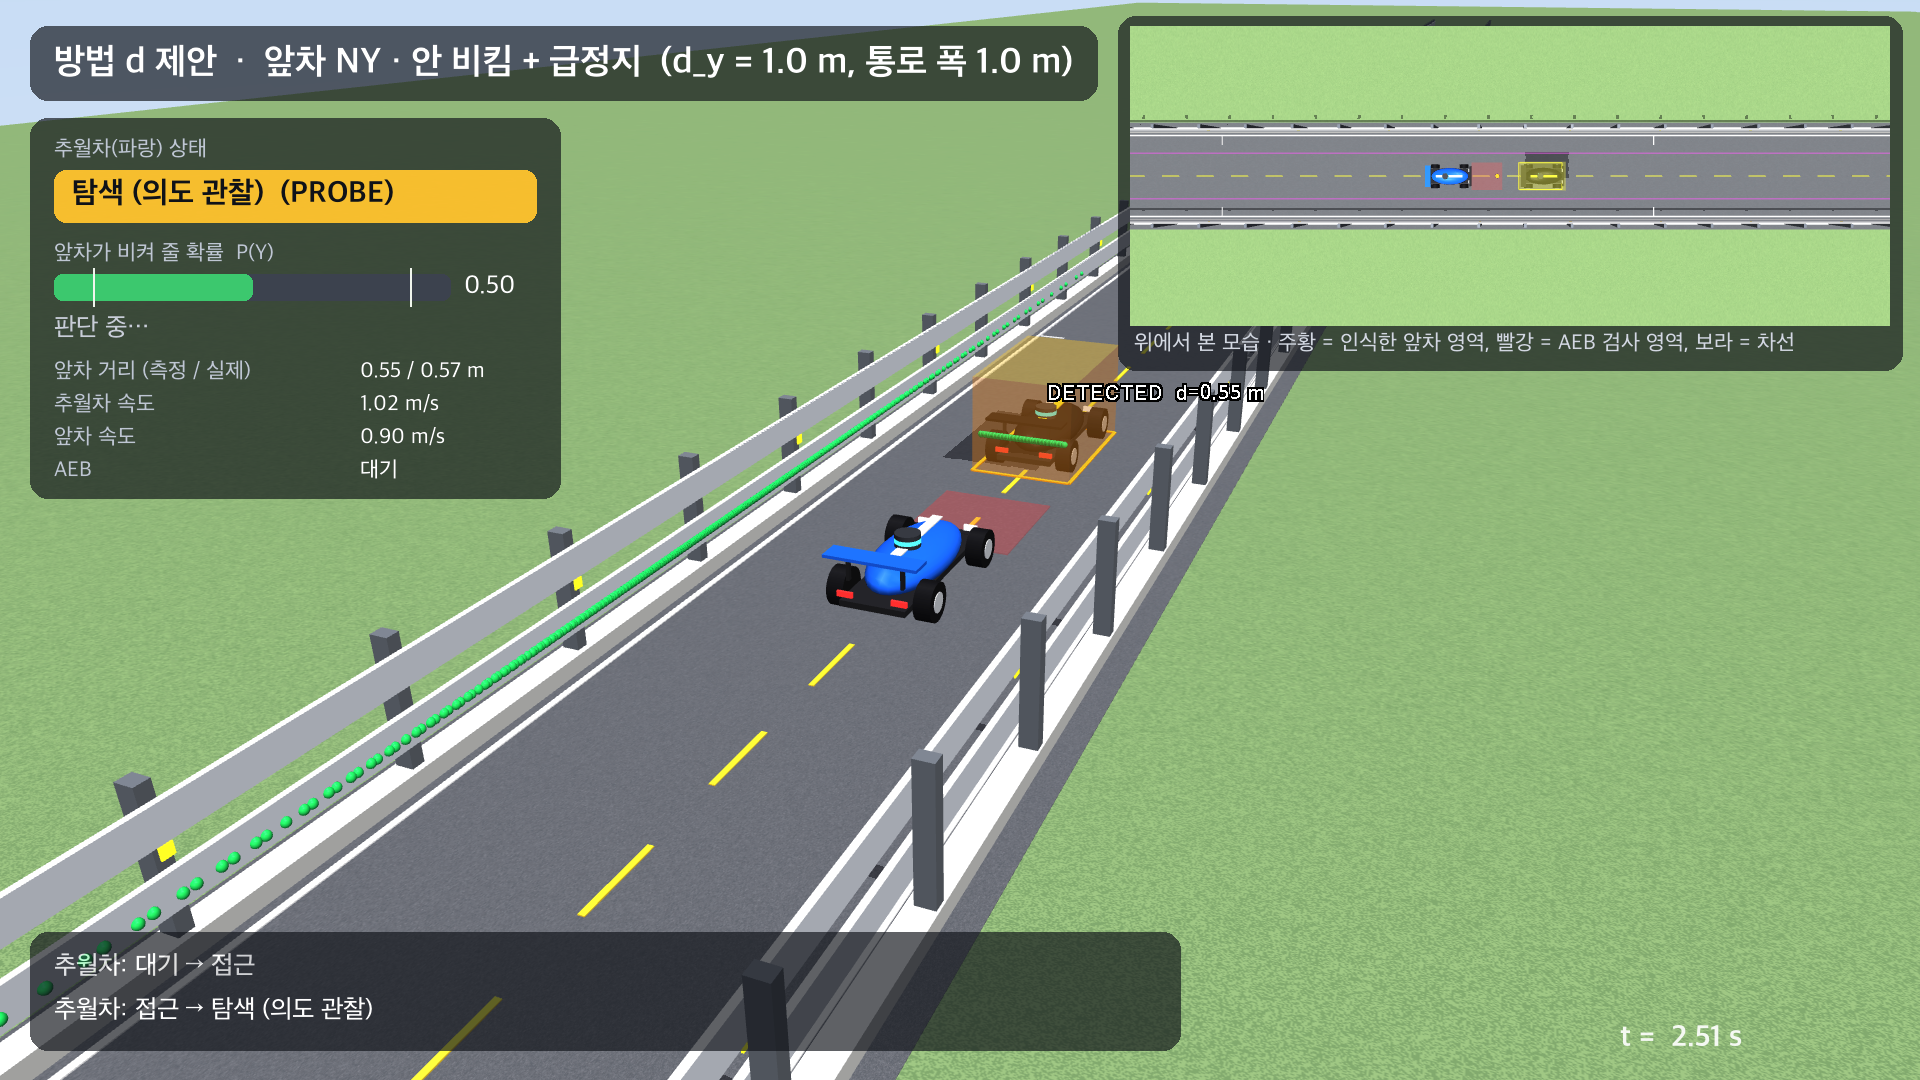 방법 d 제안 · 앞차 NY · 안 비킴 + 급정지 (d_y = 1.0 m, 통로 폭 1.0 m)
추월차(파랑) 상태
탐색 (의도 관찰) (PROBE)
앞차가 비켜 줄 확률 P(Y)
0.50
판단 중…
앞차 거리 (측정 / 실제) 0.55 / 0.57 m
추월차 속도 1.02 m/s
앞차 속도 0.90 m/s
AEB 대기
위에서 본 모습 · 주황 = 인식한 앞차 영역, 빨강 = AEB 검사 영역, 보라 = 차선
DETECTED d=0.55 m
추월차: 대기 → 접근
추월차: 접근 → 탐색 (의도 관찰)
t = 2.51 s